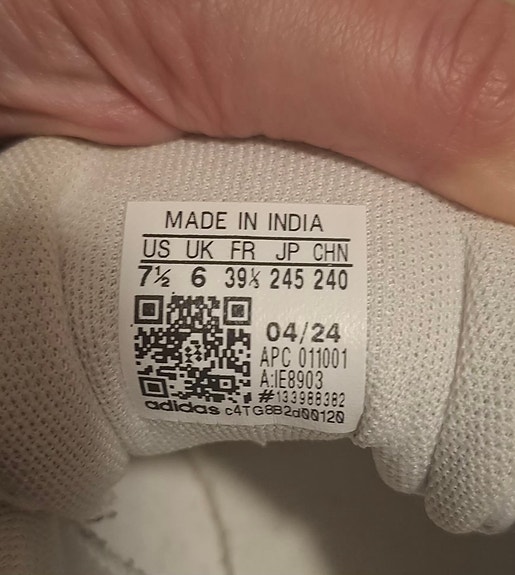 MADE IN INDIA
US UK FR JP CHN
7½ 6 39⅓ 245 240
04/24
APC 011001
A:IE8903
#133988382
adidas c4TG8B2d00120